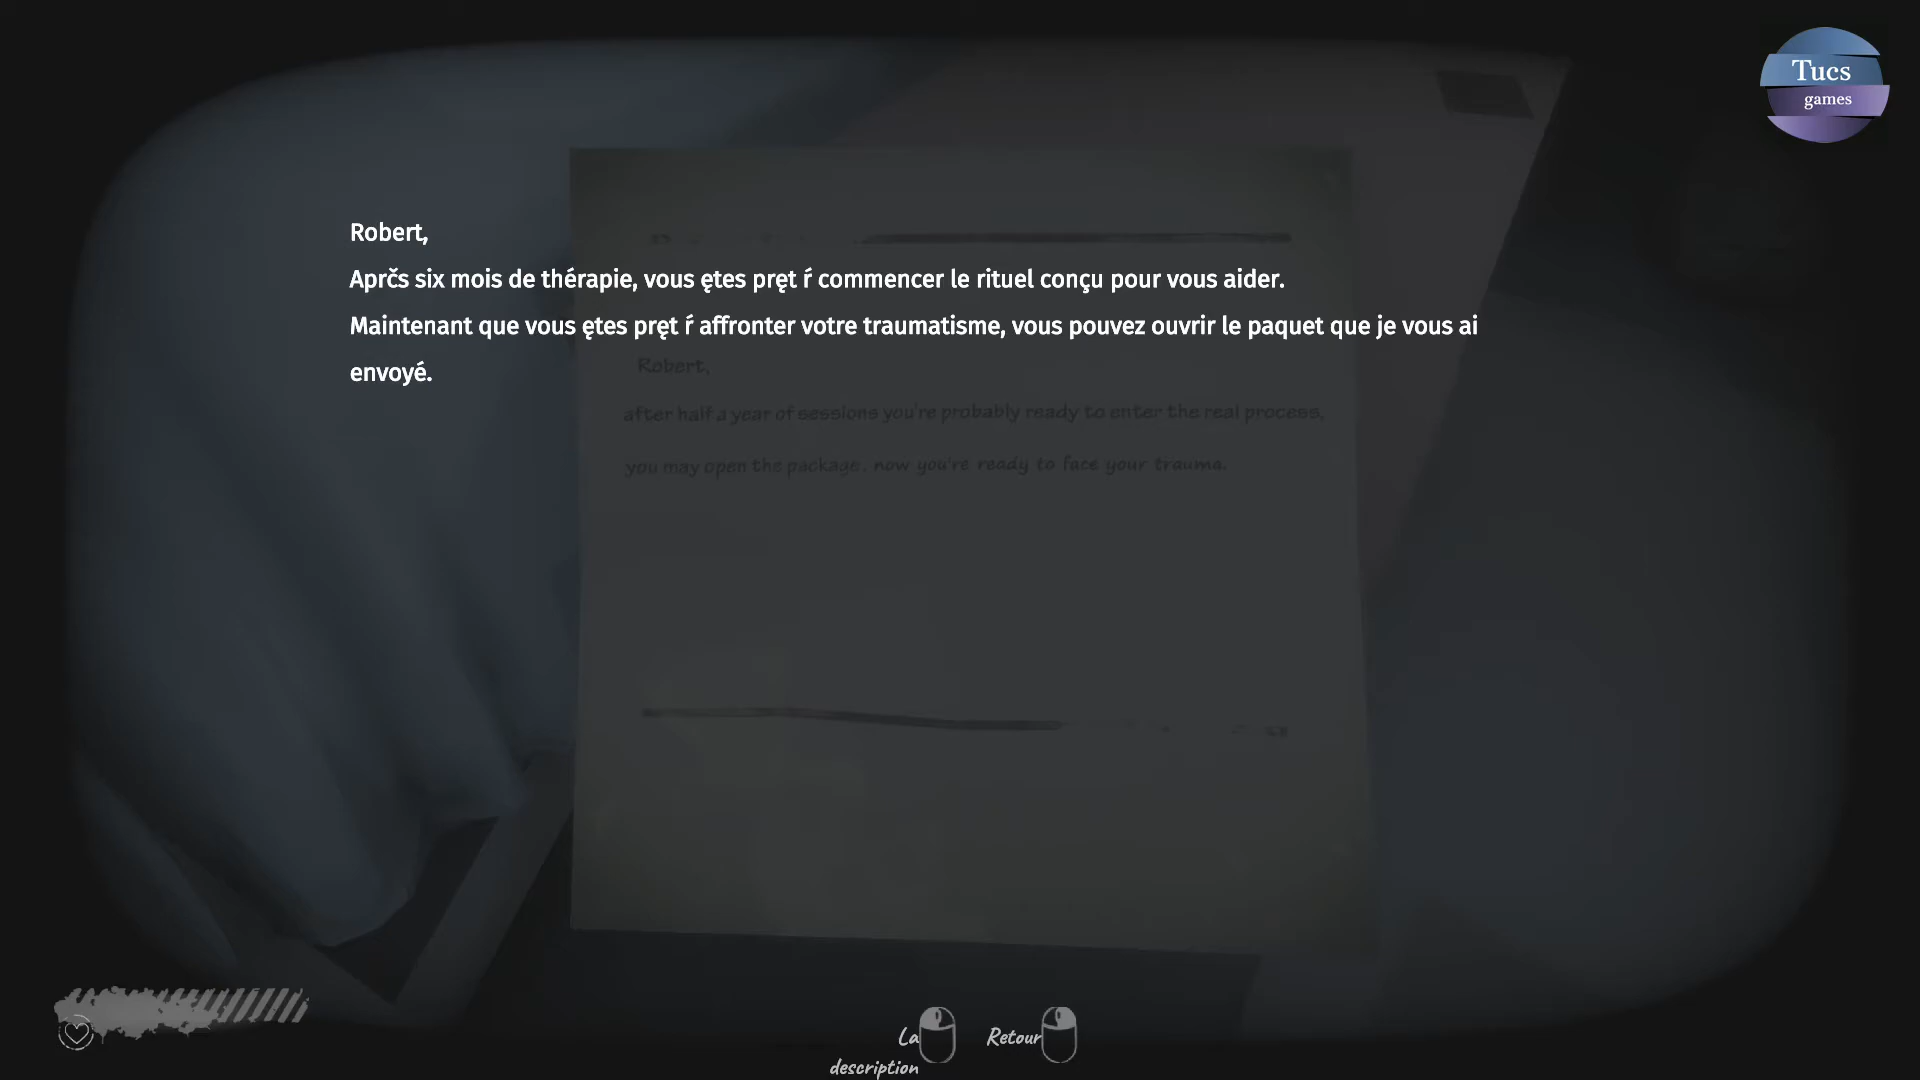 Tucs
games
Robert,
Aprčs six mois de thérapie, vous ętes pręt ŕ commencer le rituel conçu pour vous aider.
Maintenant que vous ętes pręt ŕ affronter votre traumatisme, vous pouvez ouvrir le paquet que je vous ai
envoyé.
Robert,
after half a year of sessions you're probably ready to enter the real process,
you may open the package. now you're ready to face your trauma.
La
description
Retour